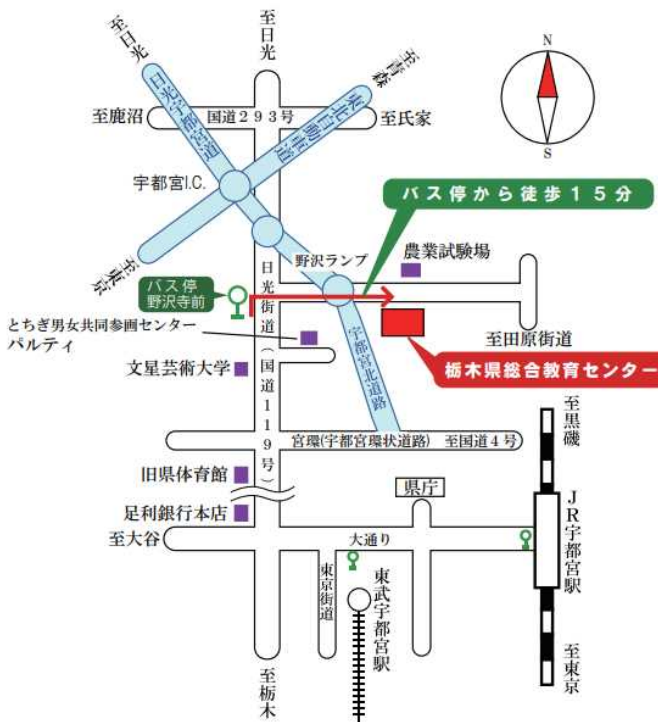 至日光
至日光
至青森
N
S
日光宇都宮道
東北自動車道
至鹿沼
国道293号
至氏家
宇都宮I.C.
バス停から徒歩15分
至東京
野沢ランプ
農業試験場
バス停
野沢寺前
日光街道(国道119号)
とちぎ男女共同参画センター
パルティ
宇都宮北道路
至田原街道
文星芸術大学
栃木県総合教育センター
至黒磯
宮環(宇都宮環状道路)
至国道4号
旧県体育館
県庁
JR宇都宮駅
足利銀行本店
至大谷
大通り
東京街道
東武宇都宮駅
至栃木
至東京